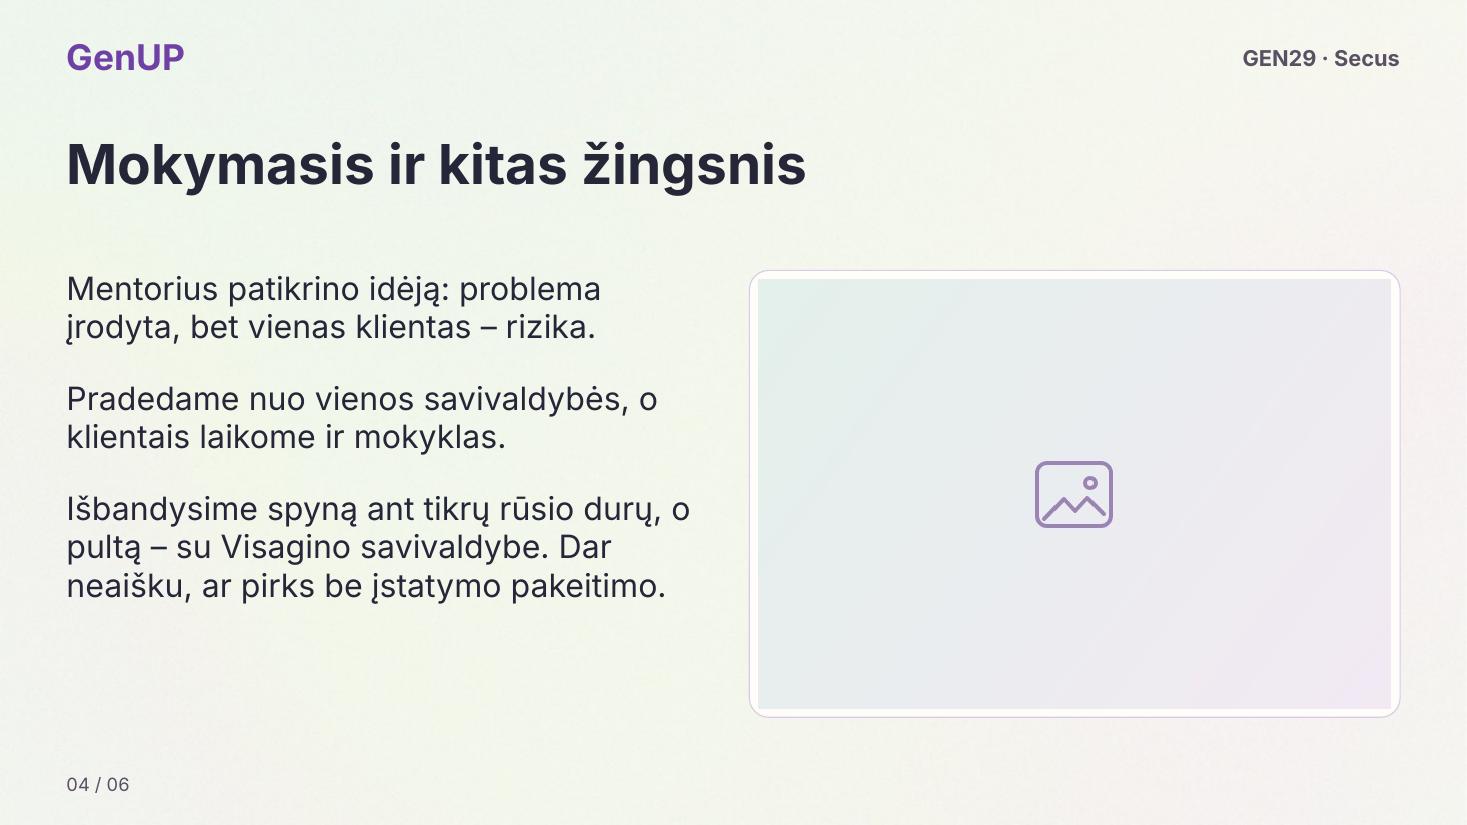 GenUP
GEN29 · Secus
Mokymasis ir kitas žingsnis
Mentorius patikrino idėją: problema
įrodyta, bet vienas klientas – rizika.
Pradedame nuo vienos savivaldybės, o
klientais laikome ir mokyklas.
Išbandysime spyną ant tikrų rūsio durų, o
pultą – su Visagino savivaldybe. Dar
neaišku, ar pirks be įstatymo pakeitimo.
04 / 06